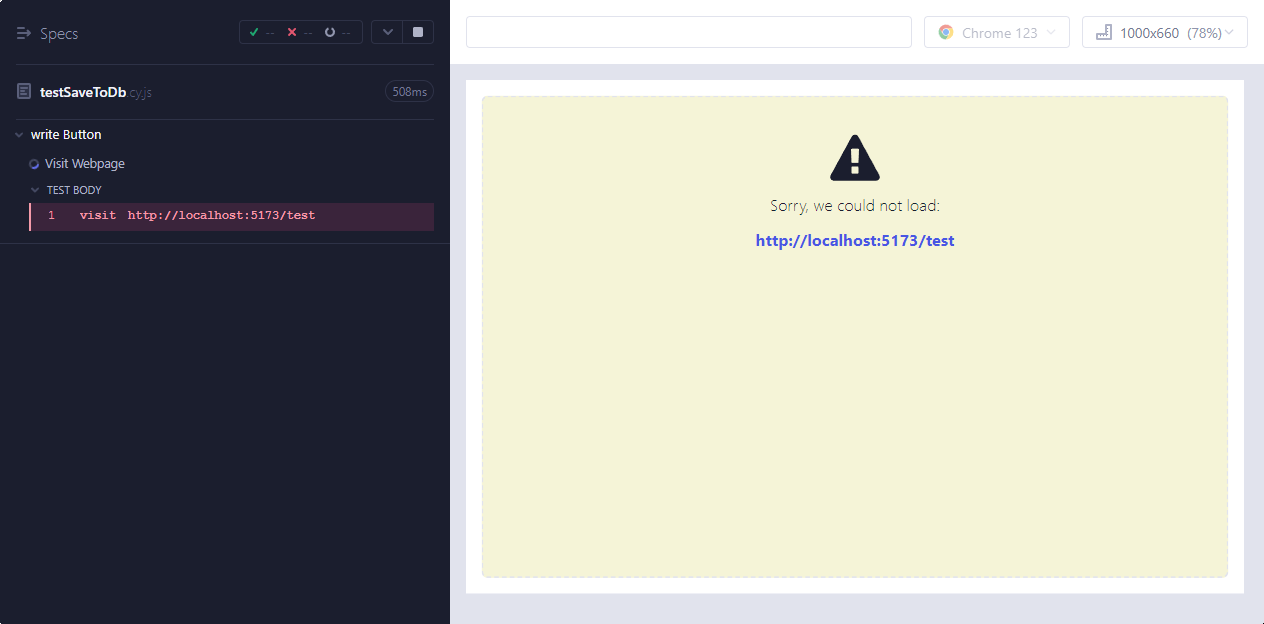 Specs
-- -- --
testSaveToDb.cy.js 508ms
write Button
Visit Webpage
TEST BODY
1 visit http://localhost:5173/test
Chrome 123
1000x660 (78%)
Sorry, we could not load:
http://localhost:5173/test